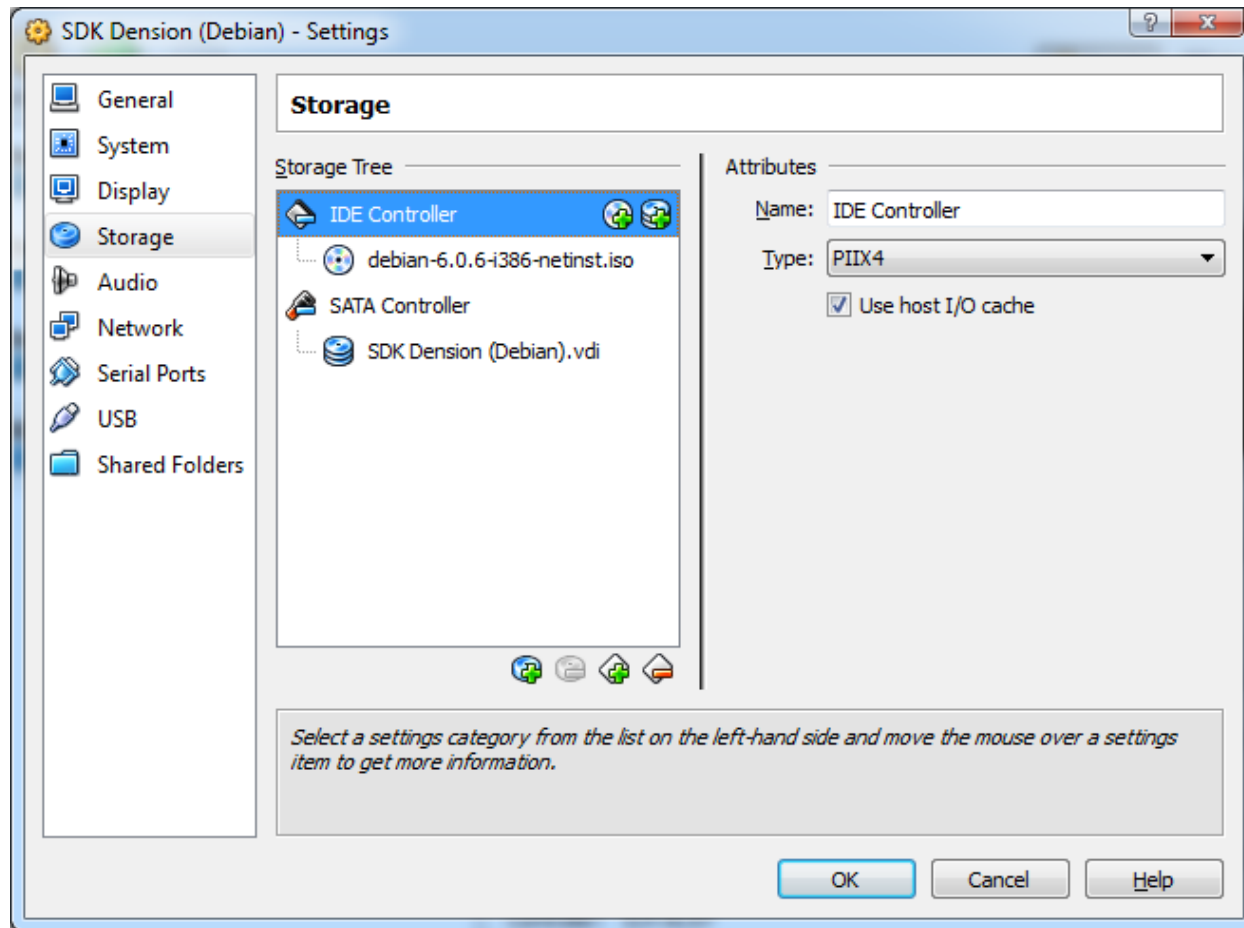 SDK Dension (Debian) - Settings
General
System
Display
Storage
Audio
Network
Serial Ports
USB
Shared Folders
Storage
Storage Tree
IDE Controller
debian-6.0.6-i386-netinst.iso
SATA Controller
SDK Dension (Debian).vdi
Attributes
Name: IDE Controller
Type: PIIX4
Use host I/O cache
Select a settings category from the list on the left-hand side and move the mouse over a settings
item to get more information.
OK Cancel Help